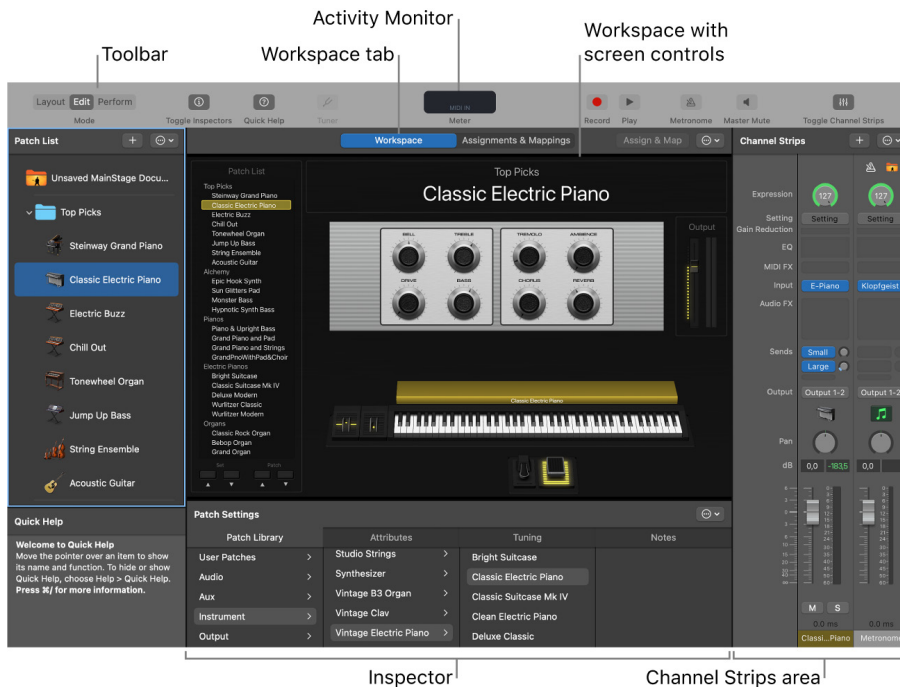 Activity Monitor
Workspace with
screen controls
Toolbar
Workspace tab
Layout Edit Perform
Mode
Toggle Inspectors
Quick Help
Tuner
MIDI IN
Meter
Record
Play
Metronome
Master Mute
Toggle Channel Strips
Patch List
Unsaved MainStage Docu...
Top Picks
Steinway Grand Piano
Classic Electric Piano
Electric Buzz
Chill Out
Tonewheel Organ
Jump Up Bass
String Ensemble
Acoustic Guitar
Quick Help
Welcome to Quick Help
Move the pointer over an item to show
its name and function. To hide or show
Quick Help, choose Help > Quick Help.
Press ⌘/ for more information.
Workspace
Assignments & Mappings
Assign & Map
Patch List
Top Picks
Steinway Grand Piano
Classic Electric Piano
Electric Buzz
Chill Out
Tonewheel Organ
Jump Up Bass
String Ensemble
Acoustic Guitar
Alchemy
Epic Hook Synth
Sun Glitters Pad
Monster Bass
Hypnotic Synth Bass
Pianos
Piano & Upright Bass
Grand Piano and Pad
Grand Piano and Strings
GrandPnoWithPad&Choir
Electric Pianos
Bright Suitcase
Classic Suitcase Mk IV
Deluxe Modern
Wurlitzer Classic
Wurlitzer Modern
Organs
Classic Rock Organ
Bebop Organ
Grand Organ
Set
Patch
Top Picks
Classic Electric Piano
BELL
TREBLE
TREMOLO
AMBIENCE
DRIVE
BASS
CHORUS
REVERB
Output
Classic Electric Piano
Patch Settings
Patch Library
Attributes
Tuning
Notes
User Patches
Audio
Aux
Instrument
Output
Studio Strings
Synthesizer
Vintage B3 Organ
Vintage Clav
Vintage Electric Piano
Bright Suitcase
Classic Electric Piano
Classic Suitcase Mk IV
Clean Electric Piano
Deluxe Classic
Channel Strips
Expression
127
127
Setting
Setting
Setting
Gain Reduction
EQ
MIDI FX
Input
E-Piano
Klopfgeist
Audio FX
Sends
Small
Large
Output
Output 1-2
Output 1-2
Pan
dB
0,0
-183,5
0,0
M
S
0.0 ms
0.0 ms
Classi...Piano
Metronome
Inspector
Channel Strips area